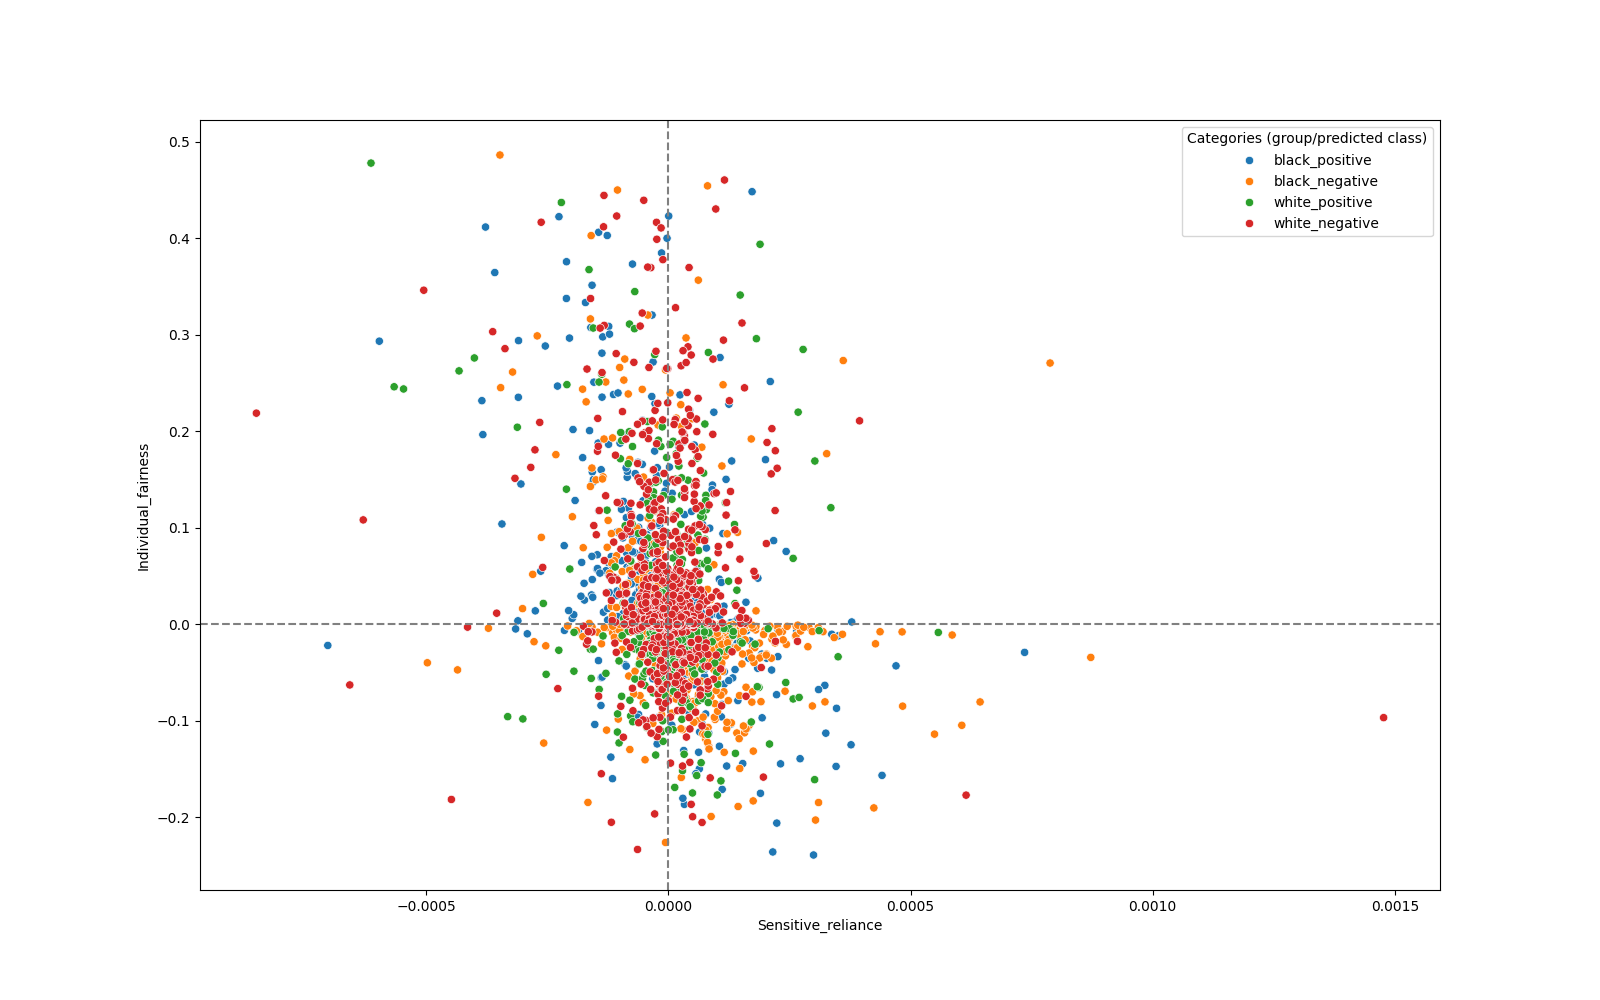 Categories (group/predicted class)
black_positive
black_negative
white_positive
white_negative
0.5
0.4
0.3
0.2
0.1
0.0
−0.1
−0.2
Individual_fairness
−0.0005
0.0000
0.0005
0.0010
0.0015
Sensitive_reliance